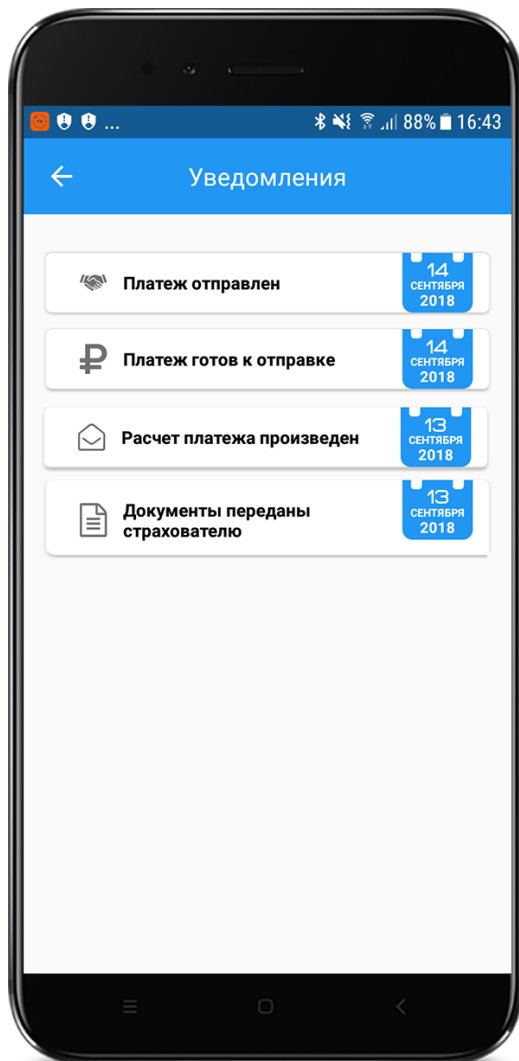 ... 88% 16:43
Уведомления
Платеж отправлен
14
СЕНТЯБРЯ
2018
Платеж готов к отправке
14
СЕНТЯБРЯ
2018
Расчет платежа произведен
13
СЕНТЯБРЯ
2018
Документы переданы
страхователю
13
СЕНТЯБРЯ
2018